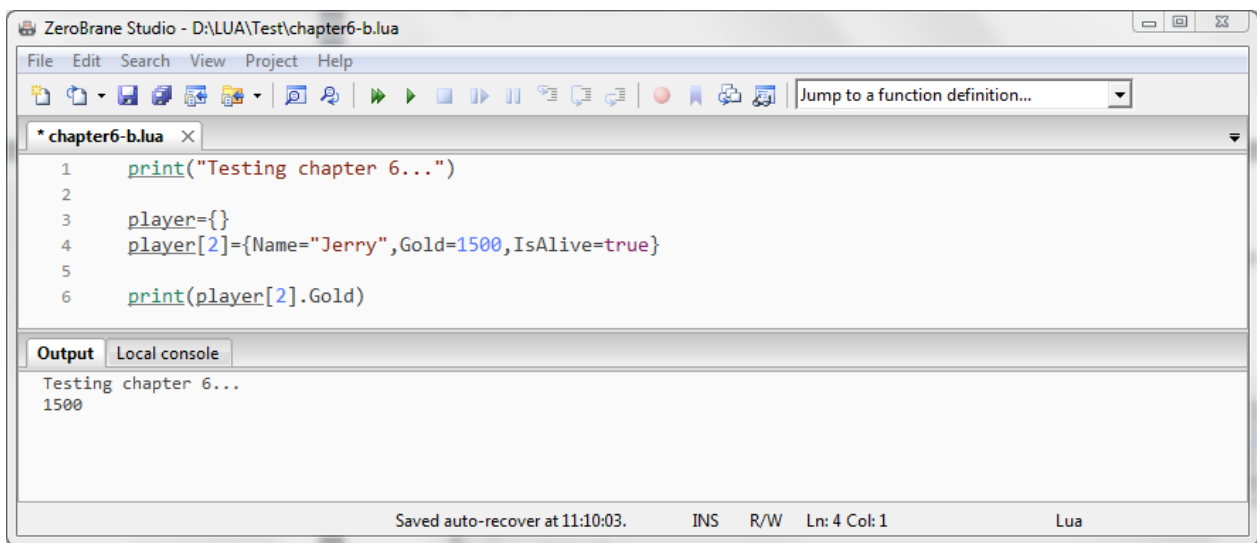 ZeroBrane Studio - D:\LUA\Test\chapter6-b.lua
File Edit Search View Project Help
Jump to a function definition...
* chapter6-b.lua
1 print("Testing chapter 6...")
2
3 player={}
4 player[2]={Name="Jerry",Gold=1500,IsAlive=true}
5
6 print(player[2].Gold)
Output Local console
Testing chapter 6...
1500
Saved auto-recover at 11:10:03. INS R/W Ln: 4 Col: 1 Lua